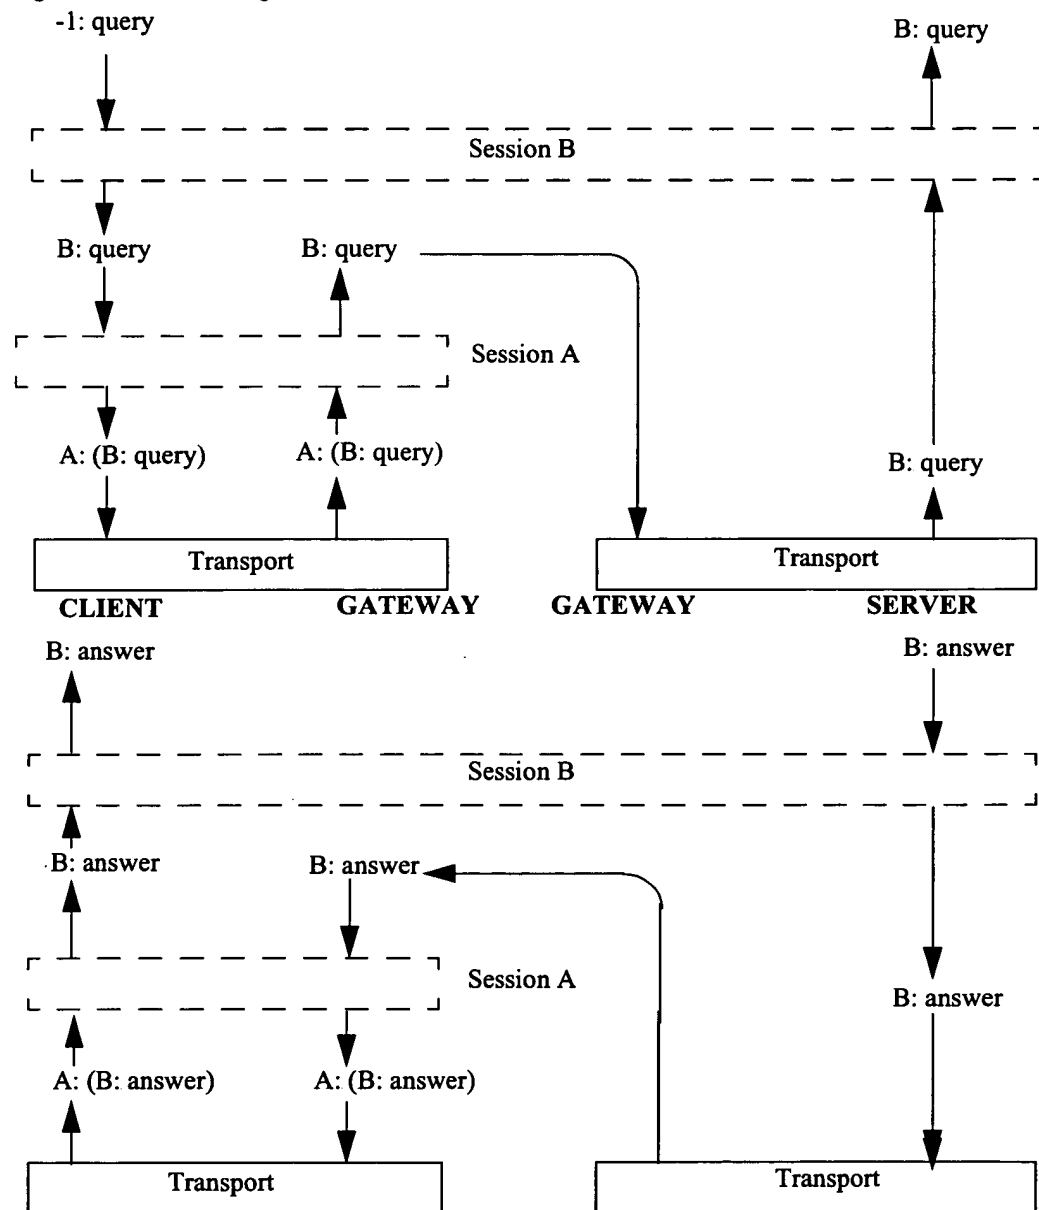 -1: query
B: query
Session B
B: query
B: query
Session A
A: (B: query)
A: (B: query)
B: query
Transport
Transport
CLIENT
GATEWAY
GATEWAY
SERVER
B: answer
B: answer
Session B
B: answer
B: answer
Session A
B: answer
A: (B: answer)
A: (B: answer)
Transport
Transport